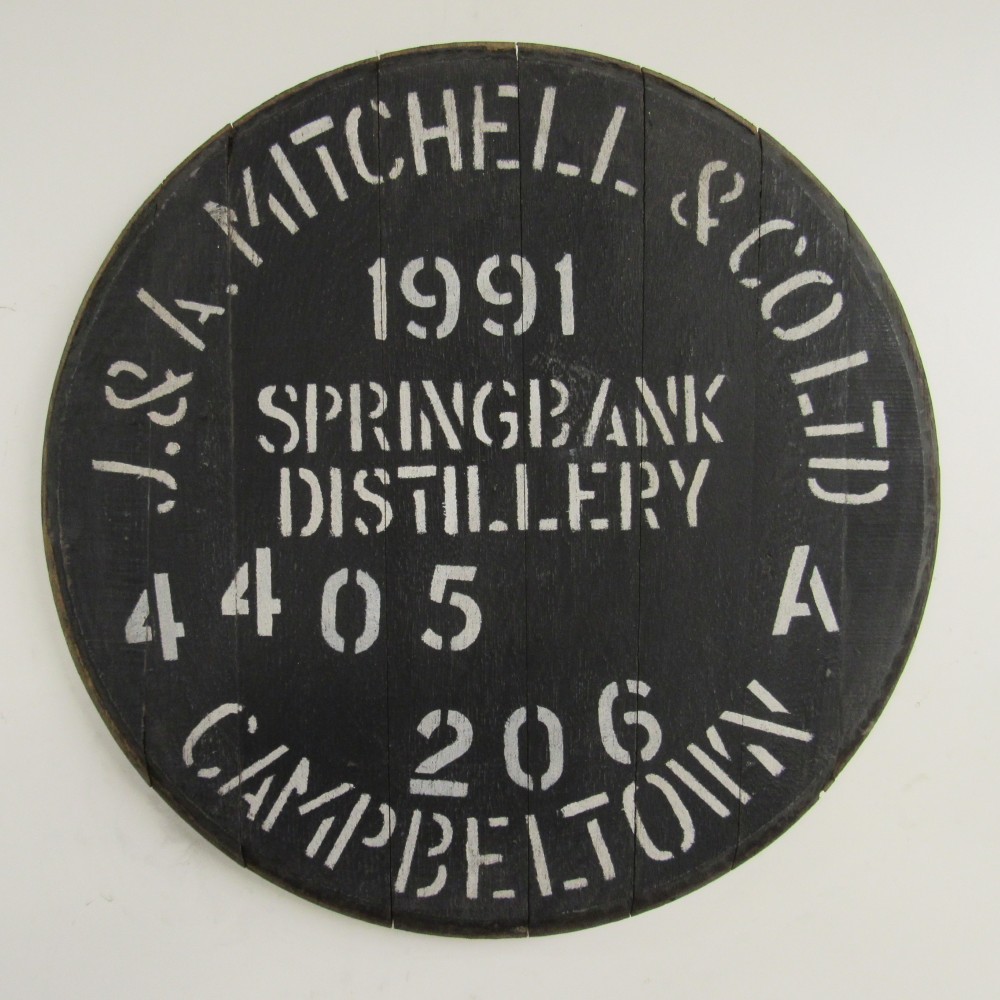 J.&A. MITCHELL & CO LTD
1991
SPRINGBANK
DISTILLERY
4405 A
206
CAMPBELTOWN